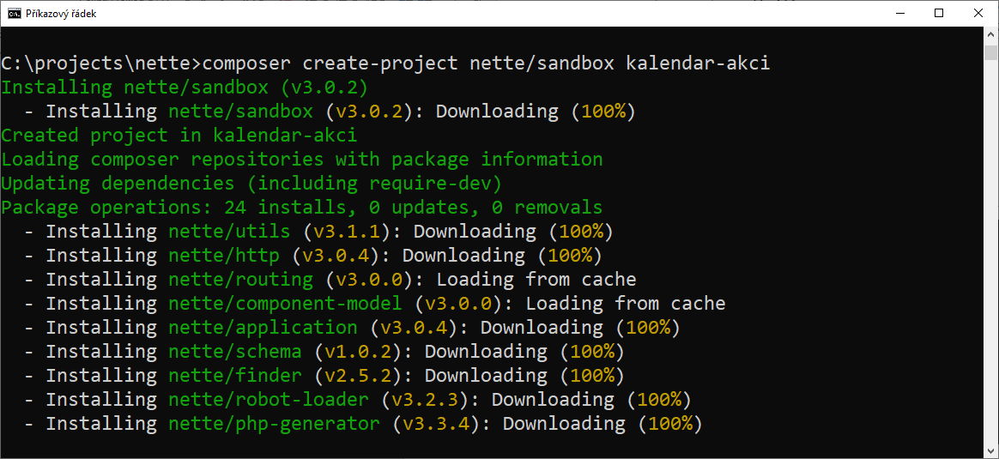 Příkazový řádek
C:\projects\nette>composer create-project nette/sandbox kalendar-akci
Installing nette/sandbox (v3.0.2)
  - Installing nette/sandbox (v3.0.2): Downloading (100%)
Created project in kalendar-akci
Loading composer repositories with package information
Updating dependencies (including require-dev)
Package operations: 24 installs, 0 updates, 0 removals
  - Installing nette/utils (v3.1.1): Downloading (100%)
  - Installing nette/http (v3.0.4): Downloading (100%)
  - Installing nette/routing (v3.0.0): Loading from cache
  - Installing nette/component-model (v3.0.0): Loading from cache
  - Installing nette/application (v3.0.4): Downloading (100%)
  - Installing nette/schema (v1.0.2): Downloading (100%)
  - Installing nette/finder (v2.5.2): Downloading (100%)
  - Installing nette/robot-loader (v3.2.3): Downloading (100%)
  - Installing nette/php-generator (v3.3.4): Downloading (100%)